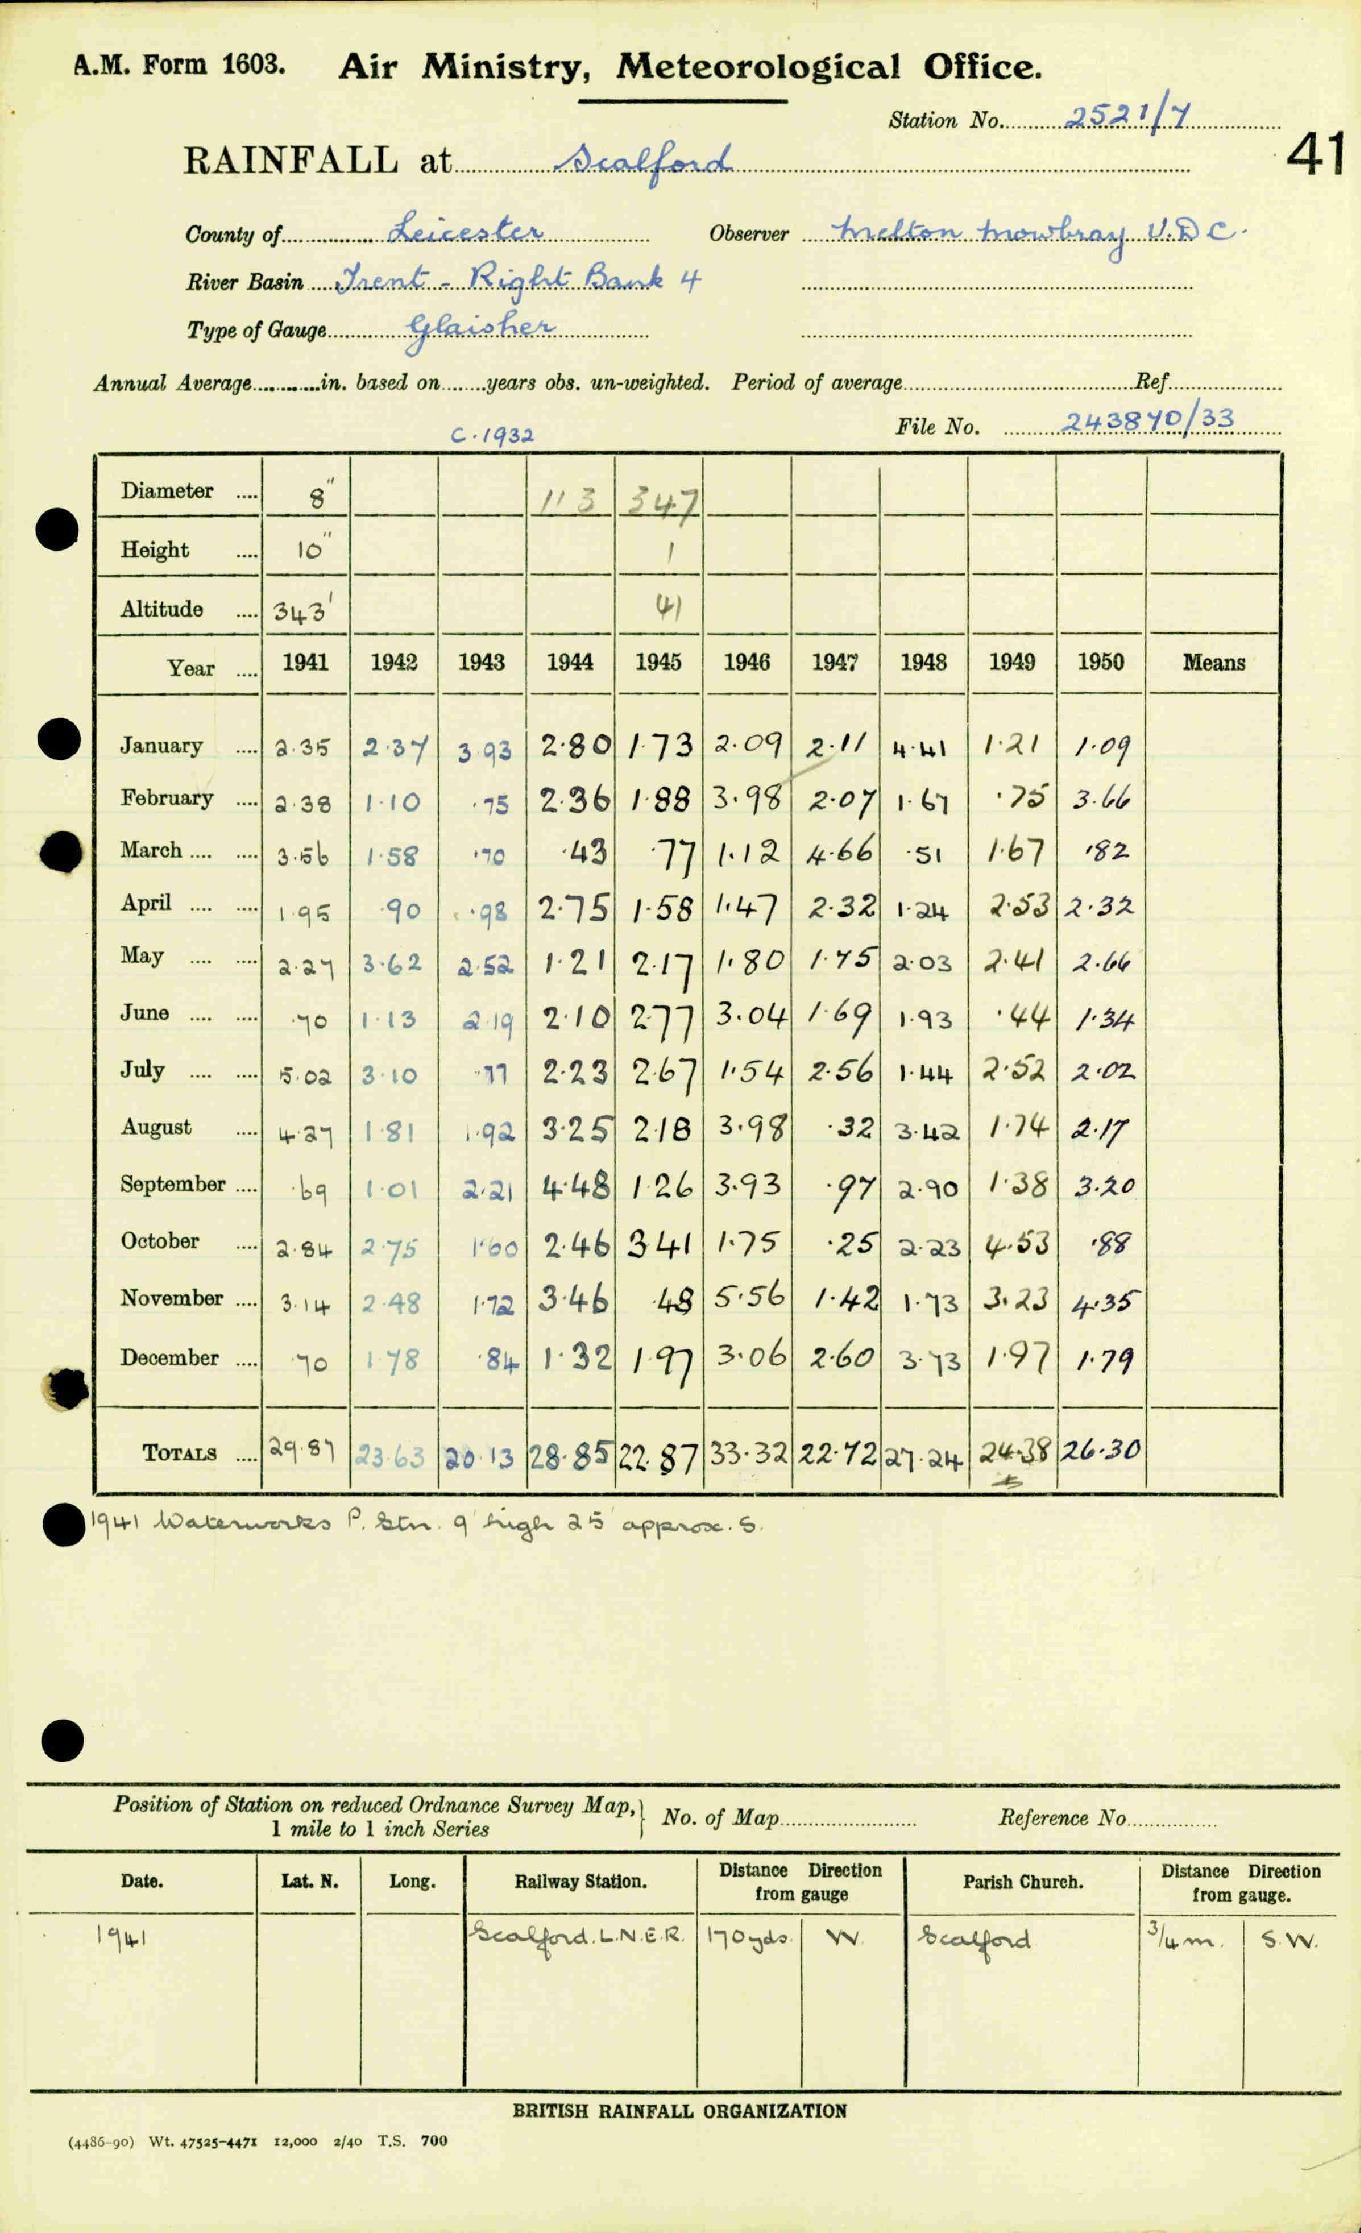 A.M. Form 1603. Air Ministry, Meteorological Office.
Station No. 2521/7
41
RAINFALL at Scalford
County of Leicester Observer Melton Mowbray U.D.C.
River Basin Trent - Right Bank 4
Type of Gauge Glaisher
Annual Average in. based on years obs. un-weighted. Period of average Ref.
C.1932 File No. 243870/33
Diameter 8" 113 347
Height 10" 1
Altitude 343' 41
Year 1941 1942 1943 1944 1945 1946 1947 1948 1949 1950 Means
January 2.35 2.37 3.93 2.80 1.73 2.09 2.11 4.41 1.21 1.09
February 2.38 1.10 .75 2.36 1.88 3.98 2.07 1.67 .75 3.66
March 3.56 1.58 .70 .43 .77 1.12 4.66 .51 1.67 .82
April 1.95 .90 .98 2.75 1.58 1.47 2.32 1.24 2.53 2.32
May 2.27 3.62 2.52 1.21 2.17 1.80 1.75 2.03 2.41 2.66
June .70 1.13 2.19 2.10 2.77 3.04 1.69 1.93 .44 1.34
July 5.02 3.10 .77 2.23 2.67 1.54 2.56 1.44 2.52 2.02
August 4.27 1.81 1.92 3.25 2.18 3.98 .32 3.42 1.74 2.17
September .69 1.01 2.21 4.48 1.26 3.93 .97 2.90 1.38 3.20
October 2.84 2.75 1.60 2.46 3.41 1.75 .25 2.23 4.53 .88
November 3.14 2.48 1.72 3.46 .48 5.56 1.42 1.73 3.23 4.35
December .70 1.78 .84 1.32 1.97 3.06 2.60 3.73 1.97 1.79
TOTALS 29.87 23.63 20.13 28.85 22.87 33.32 22.72 27.24 24.38 26.30
1941 Waterworks P. Stn. 9' high 25' approx. S.
Position of Station on reduced Ordnance Survey Map, No. of Map Reference No.
1 mile to 1 inch Series
Date. Lat. N. Long. Railway Station. Distance Direction from gauge Parish Church. Distance Direction from gauge.
1941 Scalford. L.N.E.R. 170yds. W. Scalford 3/4 m. S.W.
BRITISH RAINFALL ORGANIZATION
(4486-90) Wt. 47525-4471 12,000 2/40 T.S. 700